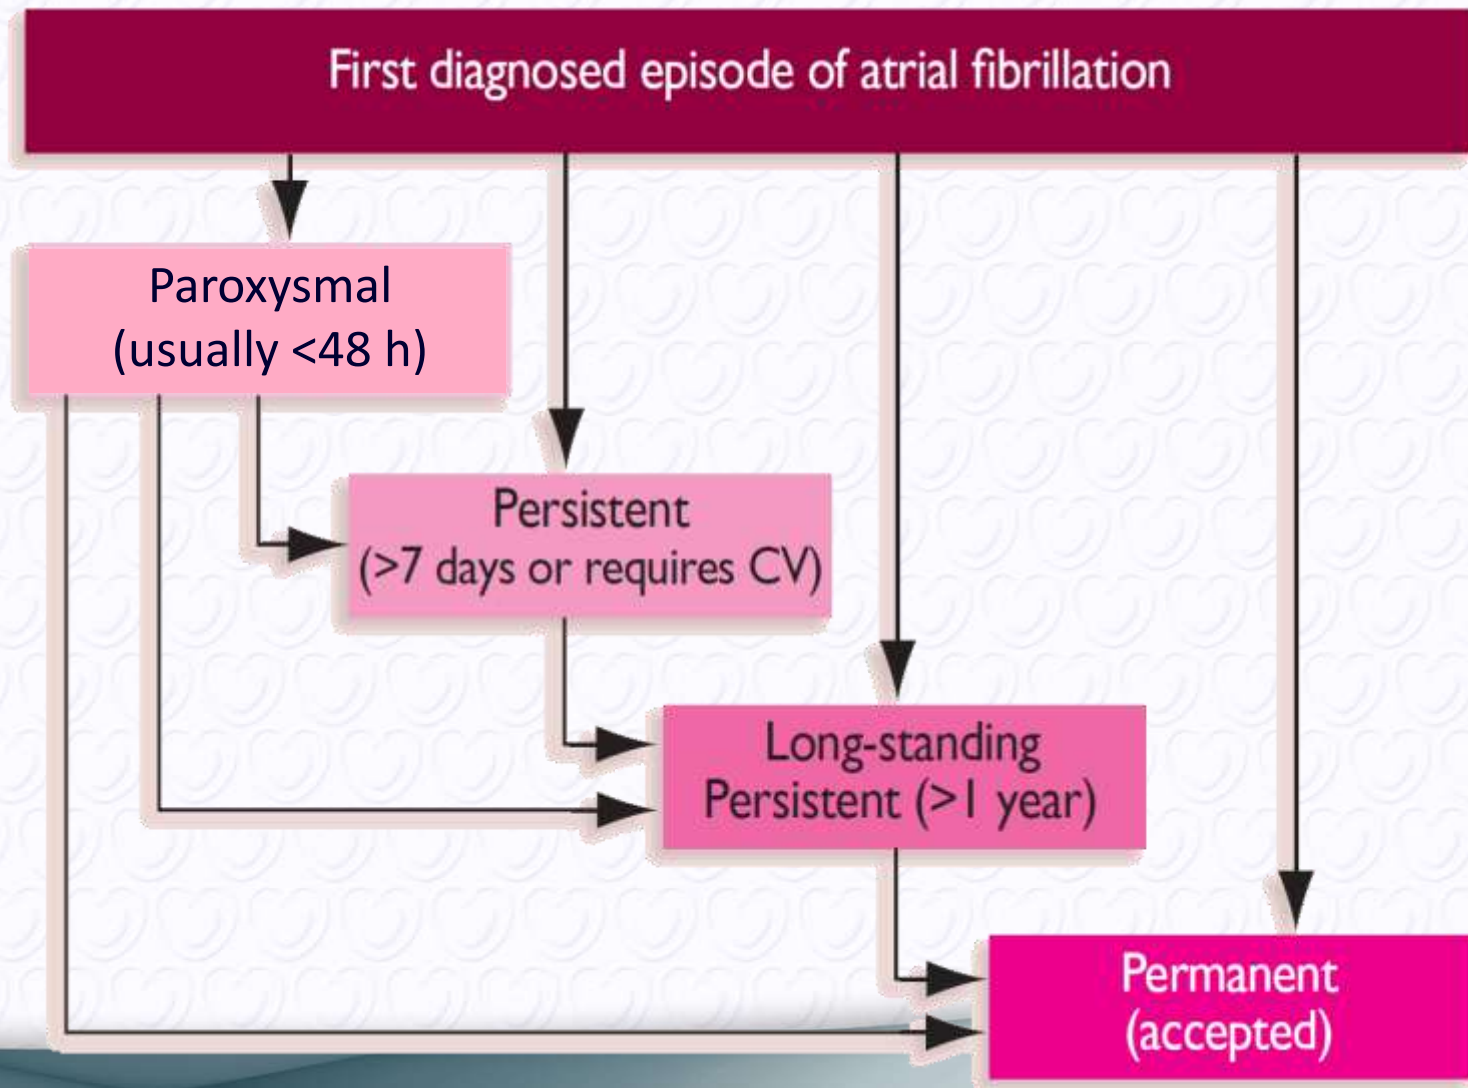 First diagnosed episode of atrial fibrillation
Paroxysmal
(usually <48 h)
Persistent
(>7 days or requires CV)
Long-standing
Persistent (>1 year)
Permanent
(accepted)